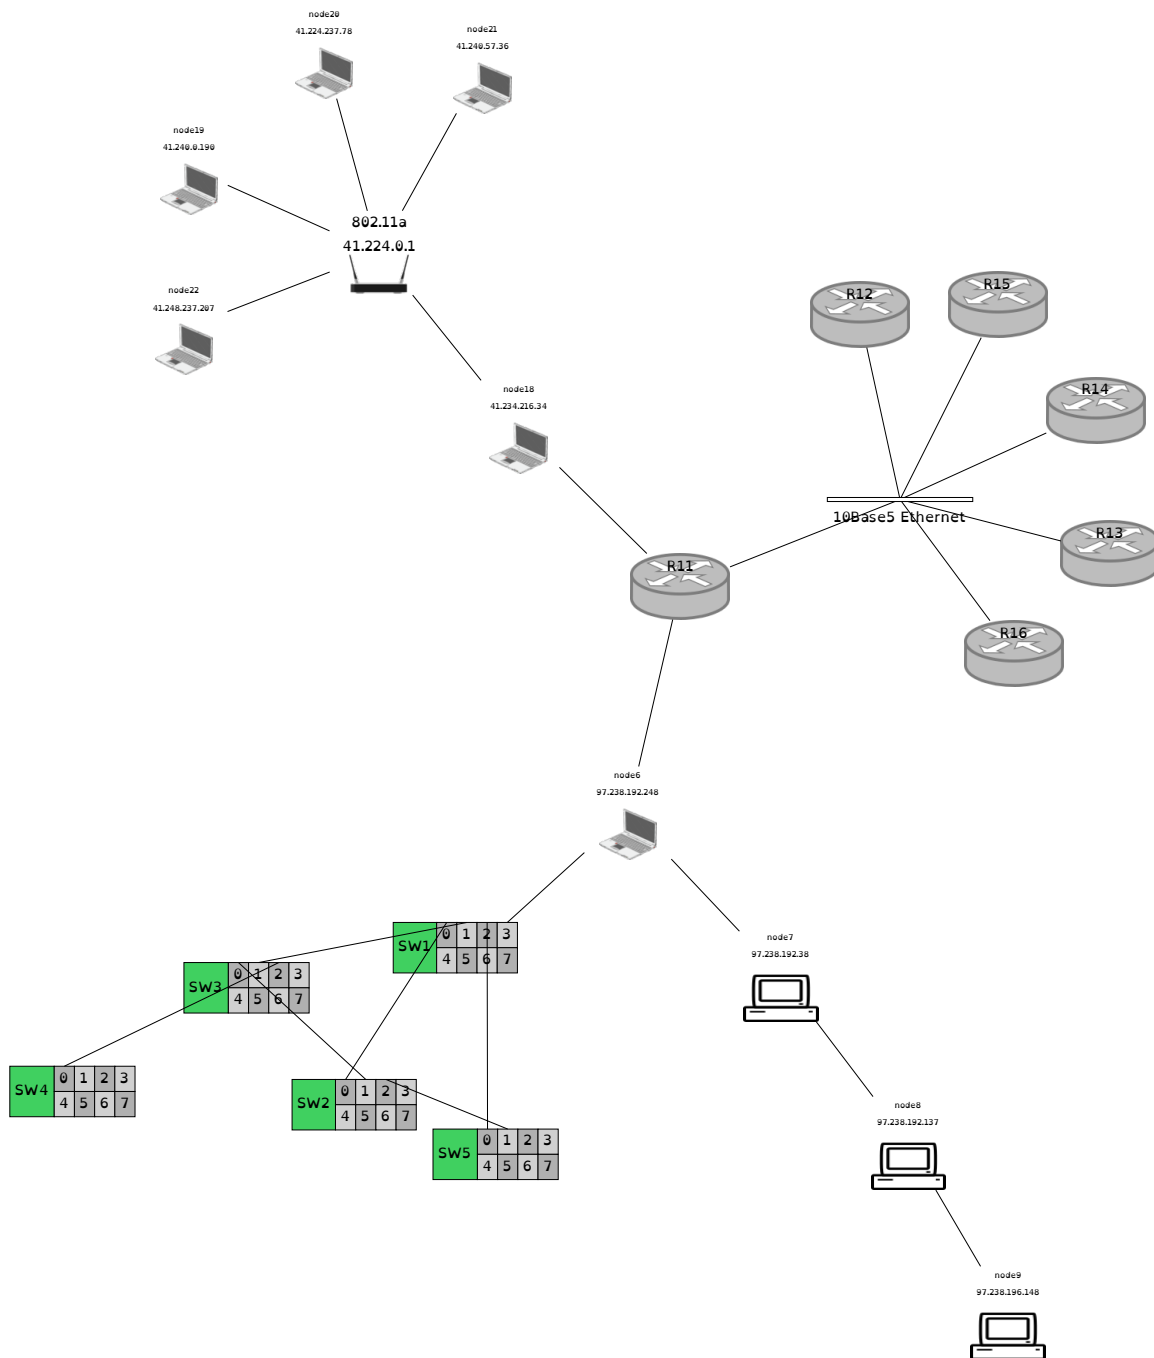 node20
41.224.237.78
node21
41.240.57.36
node19
41.240.0.190
802.11a
41.224.0.1
node22
41.248.237.207
R15
R12
R14
node18
41.234.216.34
10Base5 Ethernet
R13
R11
R16
node6
97.238.192.248
SW1
0 1 2 3
4 5 6 7
node7
97.238.192.38
SW3
0 1 2 3
4 5 6 7
SW4
0 1 2 3
4 5 6 7
SW2
0 1 2 3
4 5 6 7
node8
97.238.192.137
SW5
0 1 2 3
4 5 6 7
node9
97.238.196.148